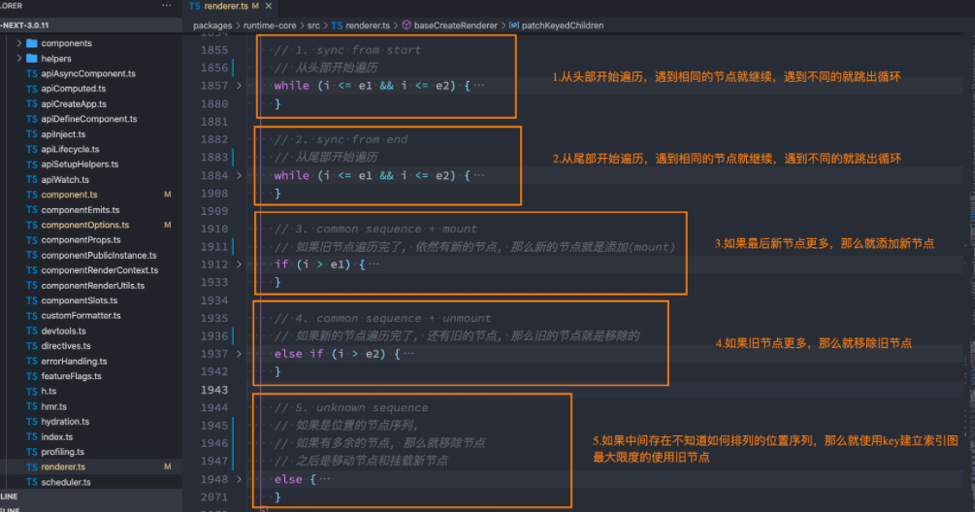 LORER
···
TS renderer.ts M ×
-NEXT-3.0.11
packages > runtime-core > src > TS renderer.ts > baseCreateRenderer > patchKeyedChildren
> components
> helpers
TS apiAsyncComponent.ts
TS apiComputed.ts
TS apiCreateApp.ts
TS apiDefineComponent.ts
TS apiInject.ts
TS apiLifecycle.ts
TS apiSetupHelpers.ts
TS apiWatch.ts
TS component.ts M
TS componentEmits.ts
TS componentOptions.ts M
TS componentProps.ts
TS componentPublicInstance.ts
TS componentRenderContext.ts
TS componentRenderUtils.ts
TS componentSlots.ts
TS customFormatter.ts
TS devtools.ts
TS directives.ts
TS errorHandling.ts
TS featureFlags.ts
TS h.ts
TS hmr.ts
TS hydration.ts
TS index.ts
TS profiling.ts
TS renderer.ts M
TS scheduler.ts
LINE
1855 // 1. sync from start
1856 // 从头部开始遍历
1857 > while (i <= e1 && i <= e2) {···
1880 }
1881
1882 // 2. sync from end
1883 // 从尾部开始遍历
1884 > while (i <= e1 && i <= e2) {···
1908 }
1909
1910 // 3. common sequence + mount
1911 // 如果旧节点遍历完了, 依然有新的节点, 那么新的节点就是添加(mount)
1912 > if (i > e1) {···
1933 }
1934
1935 // 4. common sequence + unmount
1936 // 如果新的节点遍历完了, 还有旧的节点, 那么旧的节点就是移除的
1937 > else if (i > e2) {···
1942 }
1943
1944 // 5. unknown sequence
1945 // 如果是位置的节点序列,
1946 // 如果有多余的节点, 那么就移除节点
1947 // 之后是移动节点和挂载新节点
1948 > else {···
2071 }
1.从头部开始遍历，遇到相同的节点就继续，遇到不同的就跳出循环
2.从尾部开始遍历，遇到相同的节点就继续，遇到不同的就跳出循环
3.如果最后新节点更多，那么就添加新节点
4.如果旧节点更多，那么就移除旧节点
5.如果中间存在不知道如何排列的位置序列，那么就使用key建立索引图
最大限度的使用旧节点